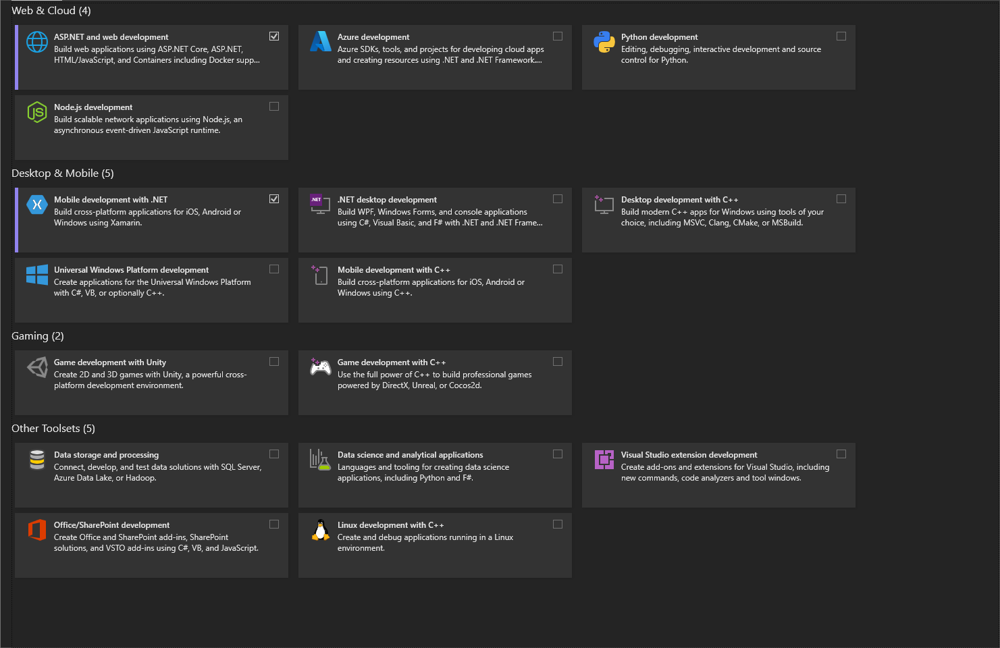 Web & Cloud (4)
ASP.NET and web development
Build web applications using ASP.NET Core, ASP.NET,
HTML/JavaScript, and Containers including Docker supp...
Azure development
Azure SDKs, tools, and projects for developing cloud apps
and creating resources using .NET and .NET Framework....
Python development
Editing, debugging, interactive development and source
control for Python.
JS
Node.js development
Build scalable network applications using Node.js, an
asynchronous event-driven JavaScript runtime.
Desktop & Mobile (5)
Mobile development with .NET
Build cross-platform applications for iOS, Android or
Windows using Xamarin.
.NET
.NET desktop development
Build WPF, Windows Forms, and console applications
using C#, Visual Basic, and F# with .NET and .NET Frame...
Desktop development with C++
Build modern C++ apps for Windows using tools of your
choice, including MSVC, Clang, CMake, or MSBuild.
Universal Windows Platform development
Create applications for the Universal Windows Platform
with C#, VB, or optionally C++.
Mobile development with C++
Build cross-platform applications for iOS, Android or
Windows using C++.
Gaming (2)
Game development with Unity
Create 2D and 3D games with Unity, a powerful cross-
platform development environment.
Game development with C++
Use the full power of C++ to build professional games
powered by DirectX, Unreal, or Cocos2d.
Other Toolsets (5)
Data storage and processing
Connect, develop, and test data solutions with SQL Server,
Azure Data Lake, or Hadoop.
Data science and analytical applications
Languages and tooling for creating data science
applications, including Python and F#.
Visual Studio extension development
Create add-ons and extensions for Visual Studio, including
new commands, code analyzers and tool windows.
Office/SharePoint development
Create Office and SharePoint add-ins, SharePoint
solutions, and VSTO add-ins using C#, VB, and JavaScript.
Linux development with C++
Create and debug applications running in a Linux
environment.